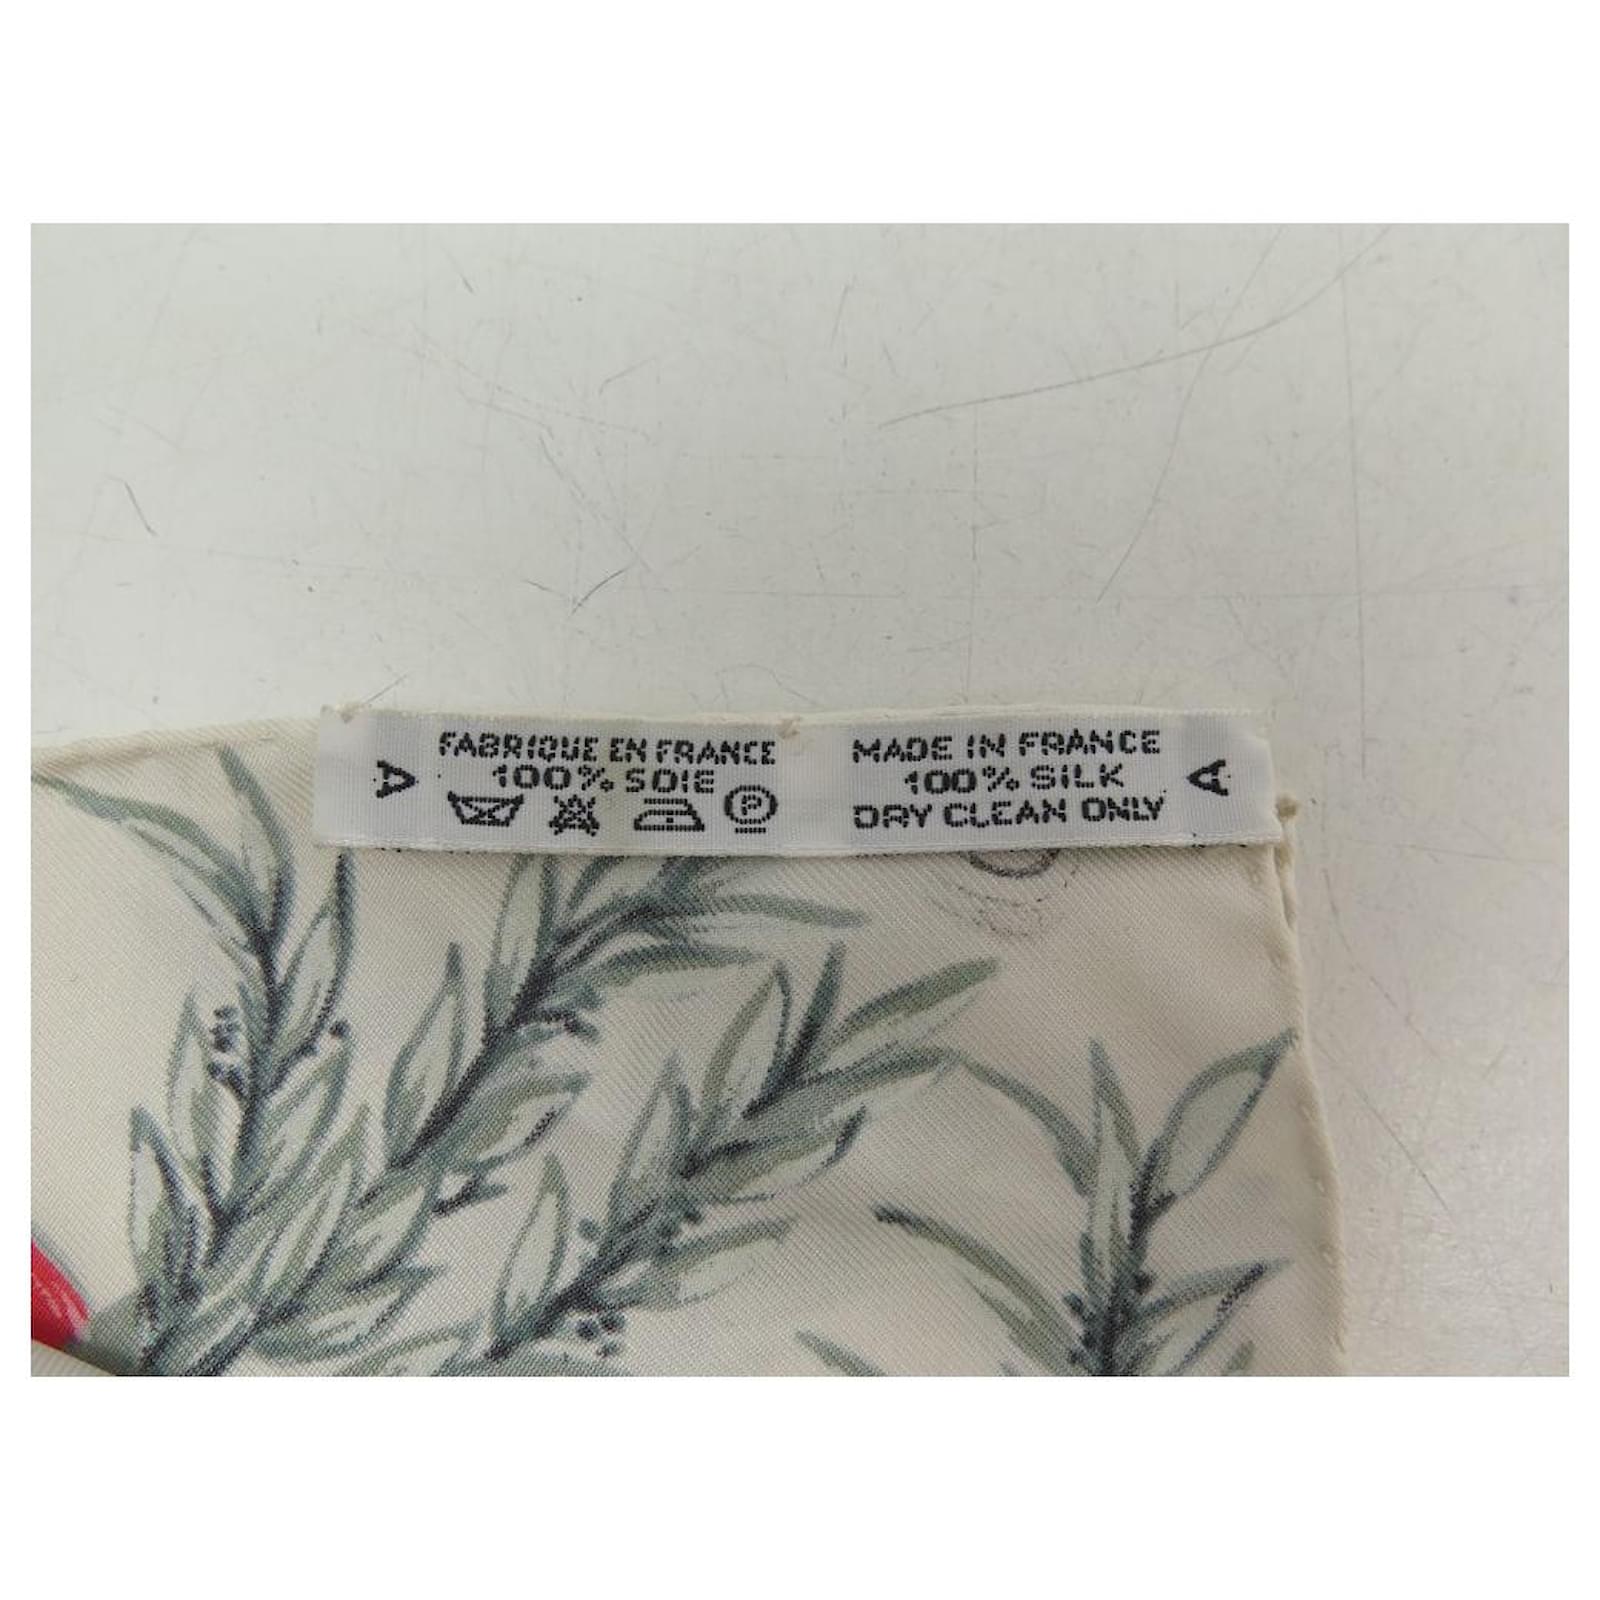 FABRIQUE EN FRANCE
100% SOIE
A
P
MADE IN FRANCE
100% SILK
DRY CLEAN ONLY
A